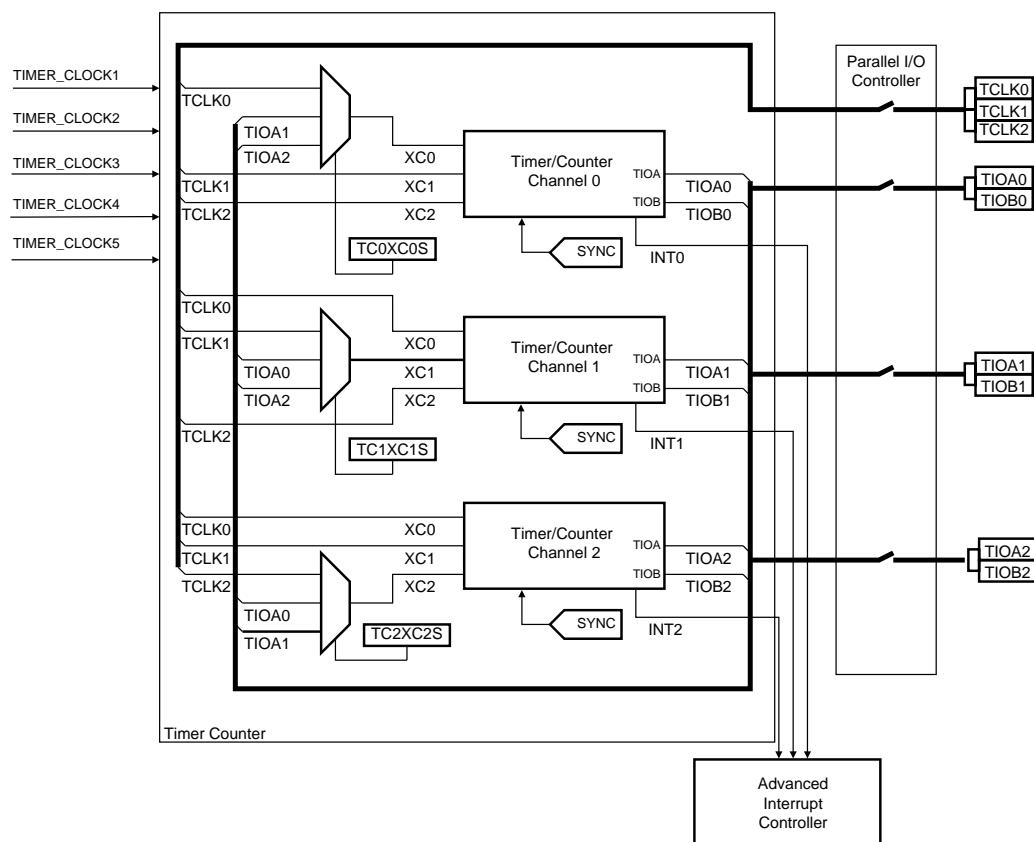 TIMER_CLOCK1
TIMER_CLOCK2
TIMER_CLOCK3
TIMER_CLOCK4
TIMER_CLOCK5
TCLK0
TIOA1
TIOA2
TCLK1
TCLK2
XC0
XC1
XC2
TC0XC0S
Timer/Counter
Channel 0
TIOA
TIOB
TIOA0
TIOB0
SYNC
INT0
TCLK0
TCLK1
TIOA0
TIOA2
TCLK2
XC0
XC1
XC2
TC1XC1S
Timer/Counter
Channel 1
TIOA
TIOB
TIOA1
TIOB1
SYNC
INT1
TCLK0
TCLK1
TCLK2
TIOA0
TIOA1
XC0
XC1
XC2
TC2XC2S
Timer/Counter
Channel 2
TIOA
TIOB
TIOA2
TIOB2
SYNC
INT2
Timer Counter
Parallel I/O
Controller
TCLK0
TCLK1
TCLK2
TIOA0
TIOB0
TIOA1
TIOB1
TIOA2
TIOB2
Advanced
Interrupt
Controller